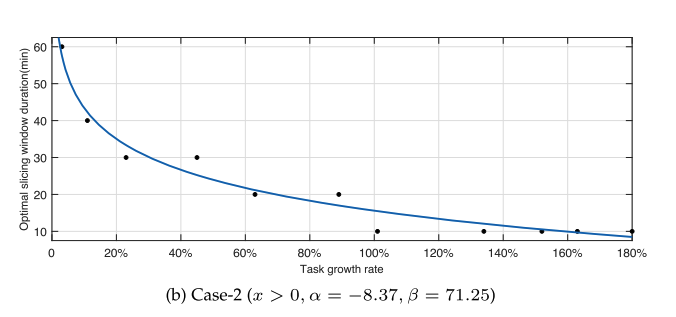 60
50
40
30
20
10
Optimal slicing window duration(min)
0 20% 40% 60% 80% 100% 120% 140% 160% 180%
Task growth rate
(b) Case-2 (x > 0, α = −8.37, β = 71.25)